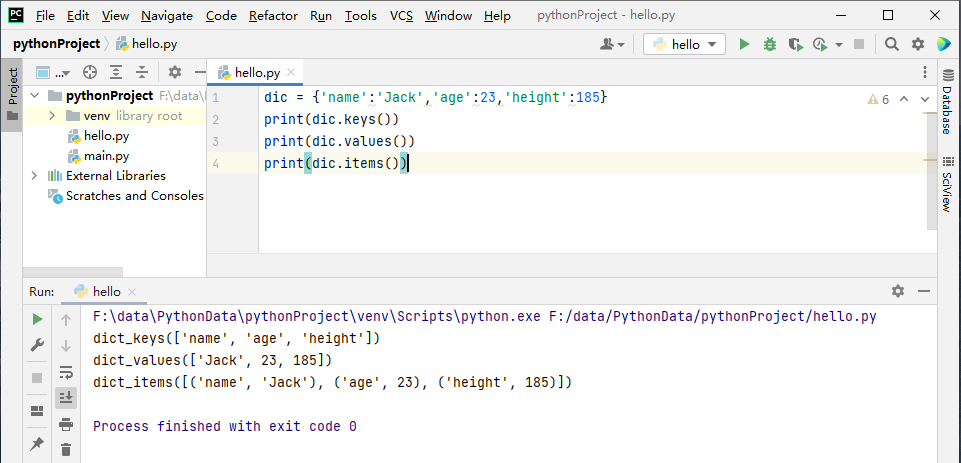 PC File Edit View Navigate Code Refactor Run Tools VCS Window Help pythonProject - hello.py
pythonProject hello.py hello
Project
... hello.py
pythonProject F:\data\
venv library root
hello.py
main.py
External Libraries
Scratches and Consoles
1 dic = {'name':'Jack','age':23,'height':185}
2 print(dic.keys())
3 print(dic.values())
4 print(dic.items())
6
Database
SciView
Run: hello
F:\data\PythonData\pythonProject\venv\Scripts\python.exe F:/data/PythonData/pythonProject/hello.py
dict_keys(['name', 'age', 'height'])
dict_values(['Jack', 23, 185])
dict_items([('name', 'Jack'), ('age', 23), ('height', 185)])
Process finished with exit code 0